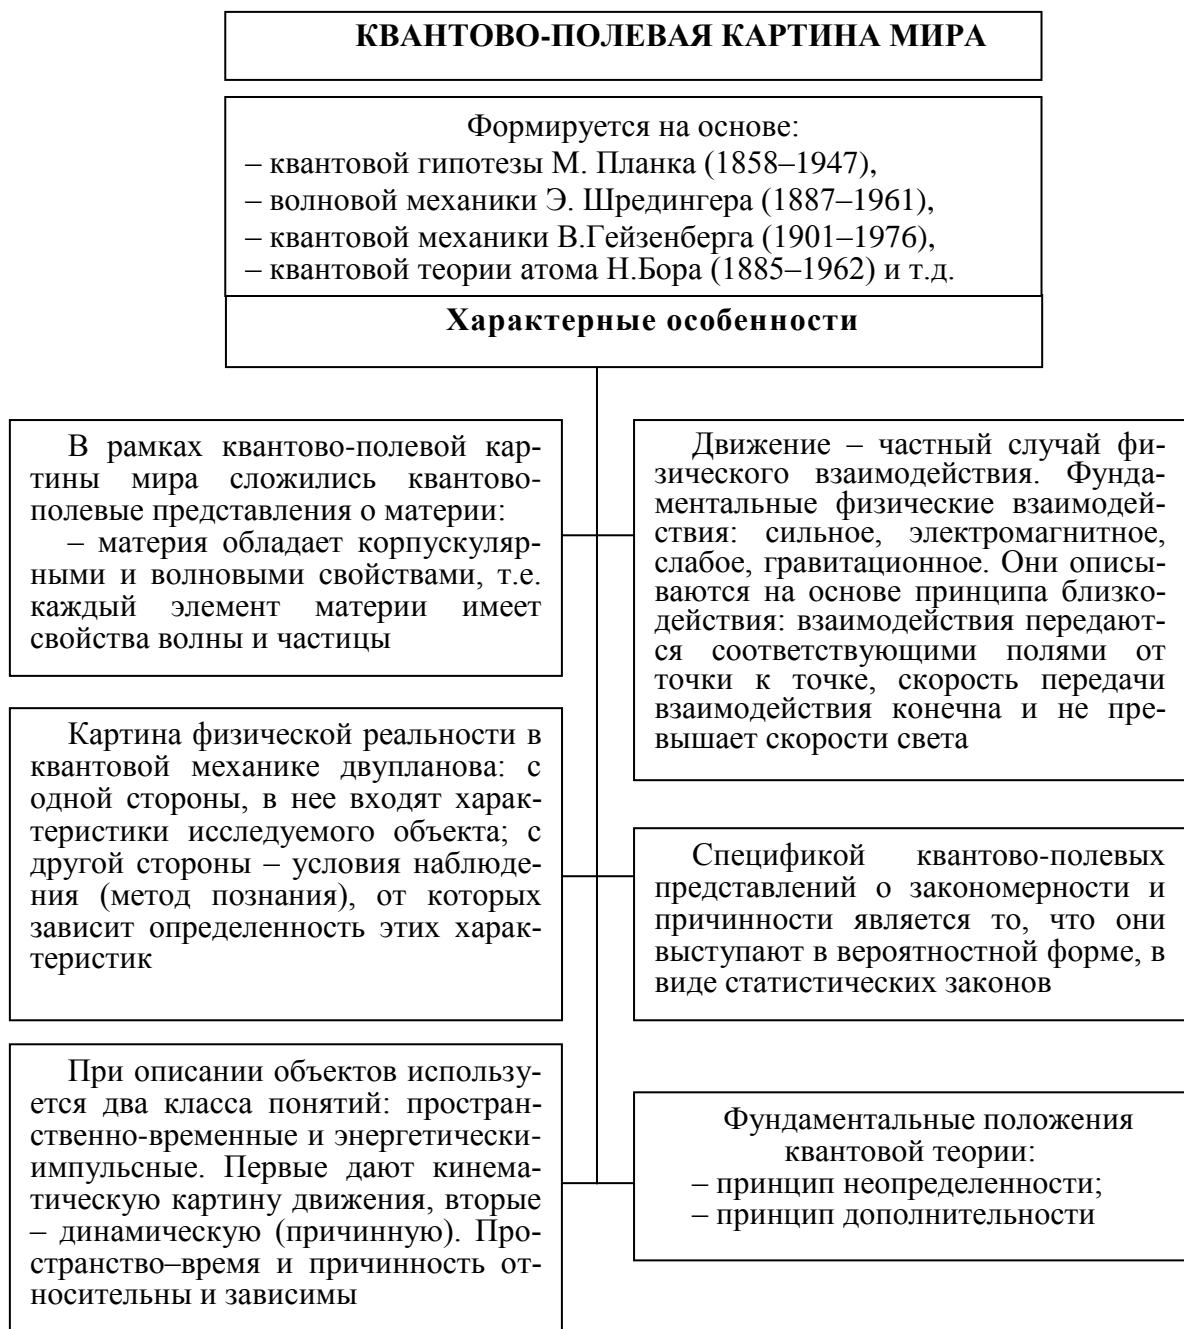 КВАНТОВО-ПОЛЕВАЯ КАРТИНА МИРА
Формируется на основе:
– квантовой гипотезы М. Планка (1858–1947),
– волновой механики Э. Шредингера (1887–1961),
– квантовой механики В.Гейзенберга (1901–1976),
– квантовой теории атома Н.Бора (1885–1962) и т.д.
Характерные особенности
В рамках квантово-полевой кар-
тины мира сложились квантово-
полевые представления о материи:
– материя обладает корпускуляр-
ными и волновыми свойствами, т.е.
каждый элемент материи имеет
свойства волны и частицы
Движение – частный случай фи-
зического взаимодействия. Фунда-
ментальные физические взаимодей-
ствия: сильное, электромагнитное,
слабое, гравитационное. Они описы-
ваются на основе принципа близко-
действия: взаимодействия передают-
ся соответствующими полями от
точки к точке, скорость передачи
взаимодействия конечна и не пре-
вышает скорости света
Картина физической реальности в
квантовой механике двупланова: с
одной стороны, в нее входят харак-
теристики исследуемого объекта; с
другой стороны – условия наблюде-
ния (метод познания), от которых
зависит определенность этих харак-
теристик
Спецификой квантово-полевых
представлений о закономерности и
причинности является то, что они
выступают в вероятностной форме, в
виде статистических законов
При описании объектов использу-
ется два класса понятий: пространст-
венно-временные и энергетически-
импульсные. Первые дают кинема-
тическую картину движения, вторые
– динамическую (причинную). Про-
странство–время и причинность от-
носительны и зависимы
Фундаментальные положения
квантовой теории:
– принцип неопределенности;
– принцип дополнительности